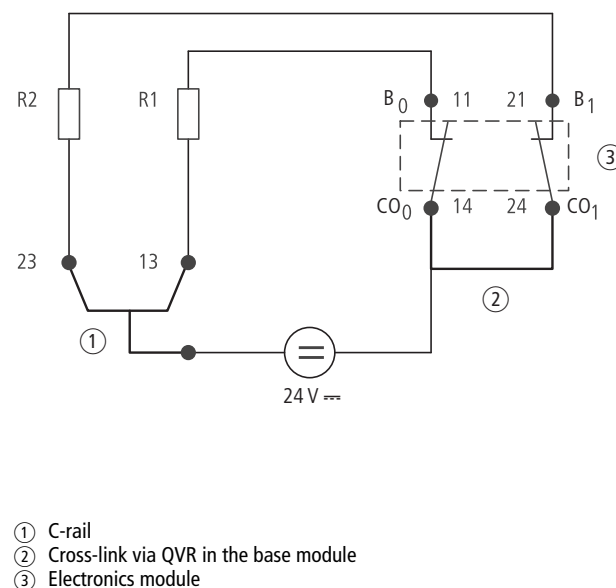 R2 R1 B0 11 21 B1
③
CO0 14 24 CO1
23 13
②
①
24 V ⎓
① C-rail
② Cross-link via QVR in the base module
③ Electronics module